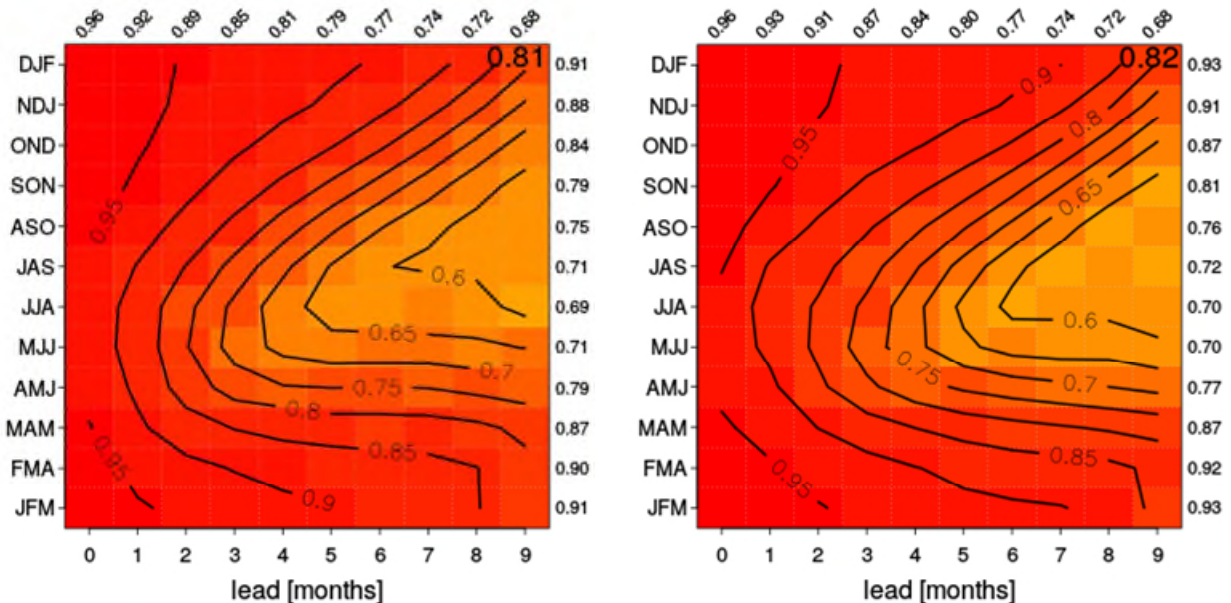 0.96 0.92 0.89 0.85 0.81 0.79 0.77 0.74 0.72 0.68
0.81
DJF 0.91
NDJ 0.88
OND 0.84
SON 0.79
ASO 0.75
JAS 0.71
JJA 0.69
MJJ 0.71
AMJ 0.79
MAM 0.87
FMA 0.90
JFM 0.91
0.95
0.6
0.65
0.7
0.75
0.8
0.85
0.95
0.9
0 1 2 3 4 5 6 7 8 9
lead [months]
0.96 0.93 0.91 0.87 0.84 0.80 0.77 0.74 0.72 0.68
0.82
DJF 0.93
NDJ 0.91
OND 0.87
SON 0.81
ASO 0.76
JAS 0.72
JJA 0.70
MJJ 0.70
AMJ 0.77
MAM 0.87
FMA 0.92
JFM 0.93
0.9
0.8
0.95
0.65
0.6
0.75
0.7
0.85
0.95
0 1 2 3 4 5 6 7 8 9
lead [months]